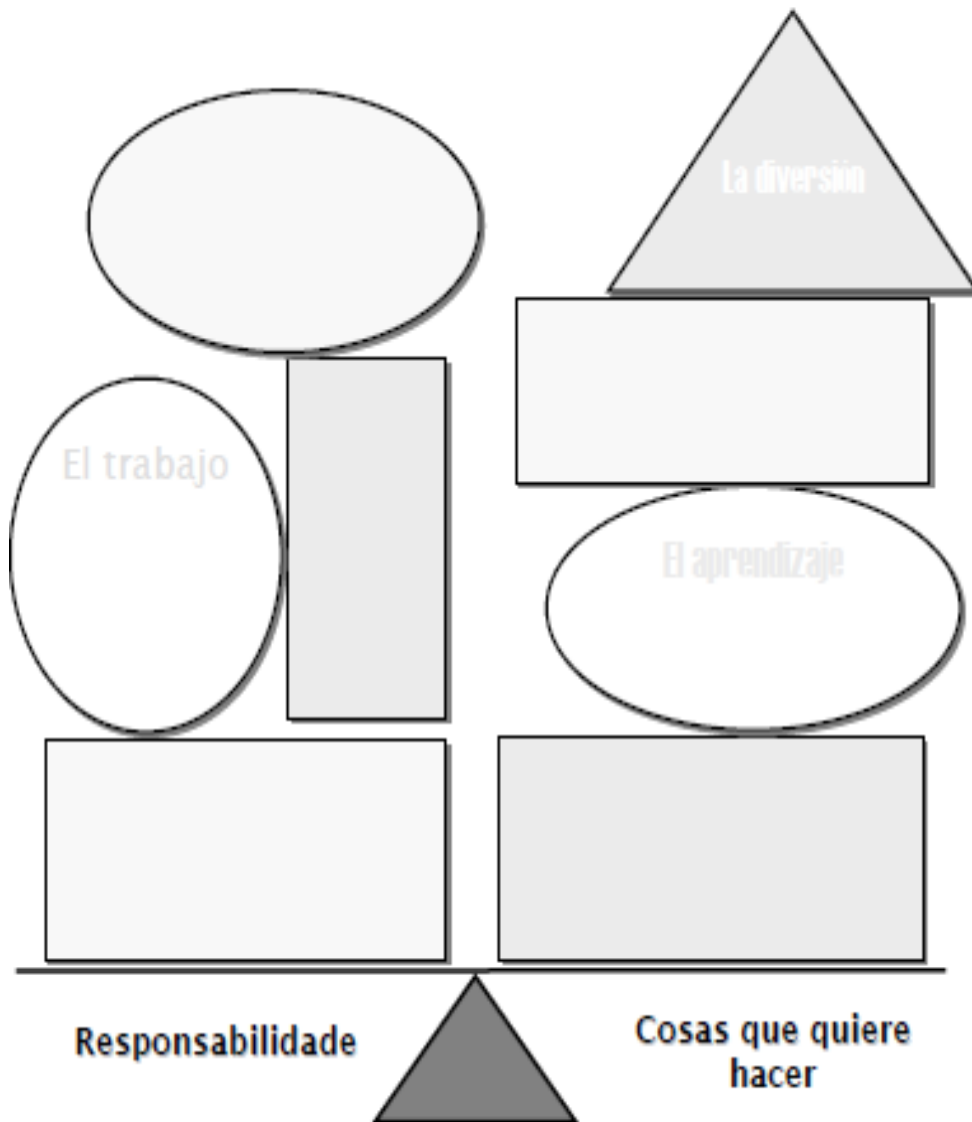 La diversión
El trabajo
El aprendizaje
Responsabilidade
Cosas que quiere
hacer